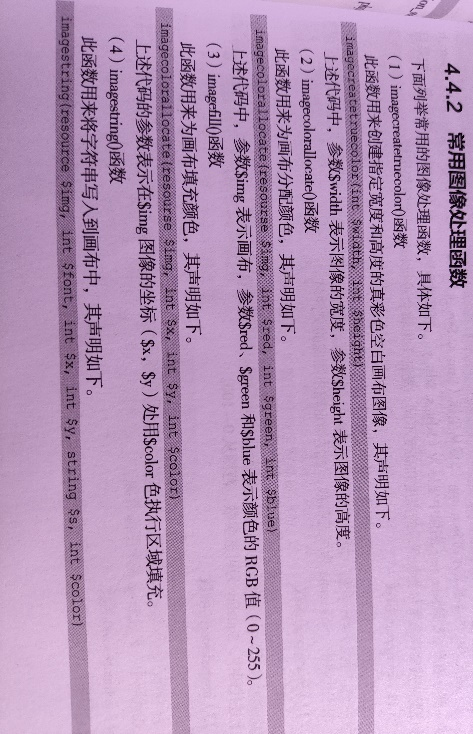 4.4.2 常用图像处理函数
下面列举常用的图像处理函数，具体如下。
（1）imagecreatetruecolor()函数
此函数用来创建指定宽度和高度的真彩色空白画布图像，其声明如下。
imagecreatetruecolor(int $width, int $height)
上述代码中，参数$width 表示图像的宽度，参数$height 表示图像的高度。
（2）imagecolorallocate()函数
此函数用来为画布分配颜色，其声明如下。
imagecolorallocate(resourse $img, int $red, int $green, int $blue)
上述代码中，参数$img 表示画布，参数$red、$green 和$blue 表示颜色的 RGB 值（0～255）。
（3）imagefill()函数
此函数用来为画布填充颜色，其声明如下。
imagecolorallocate(resourse $img, int $x, int $y, int $color)
上述代码的参数表示在$img 图像的坐标（$x，$y）处用$color 色执行区域填充。
（4）imagestring()函数
此函数用来将字符串写人到画布中，其声明如下。
imagestring(resource $img, int $font, int $x, int $y, string $s, int $color)